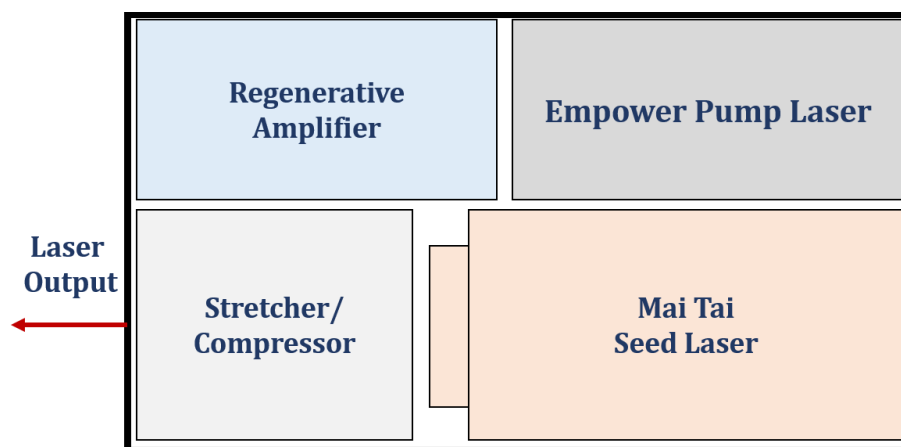 Regenerative
Amplifier
Empower Pump Laser
Laser
Output
Stretcher/
Compressor
Mai Tai
Seed Laser